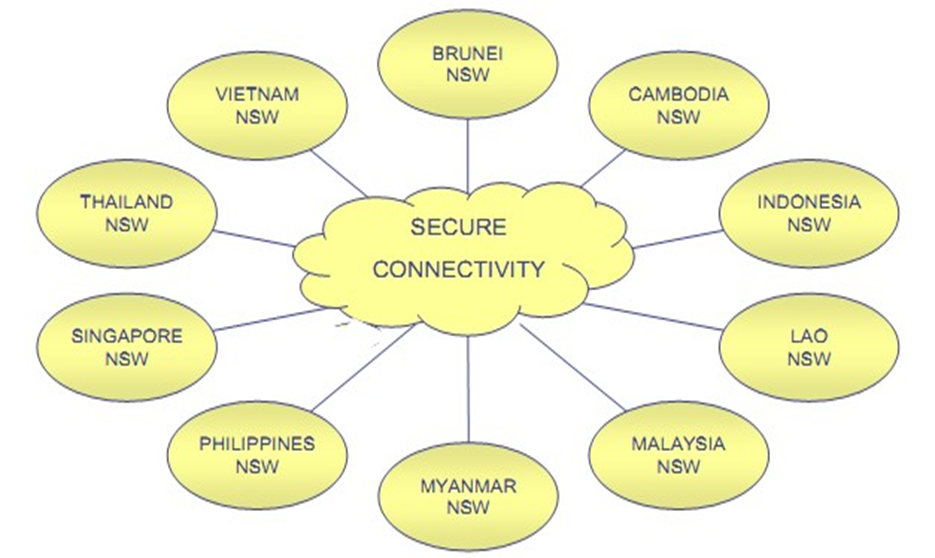 BRUNEI
NSW
VIETNAM
NSW
CAMBODIA
NSW
THAILAND
NSW
INDONESIA
NSW
SECURE
CONNECTIVITY
SINGAPORE
NSW
LAO
NSW
PHILIPPINES
NSW
MALAYSIA
NSW
MYANMAR
NSW